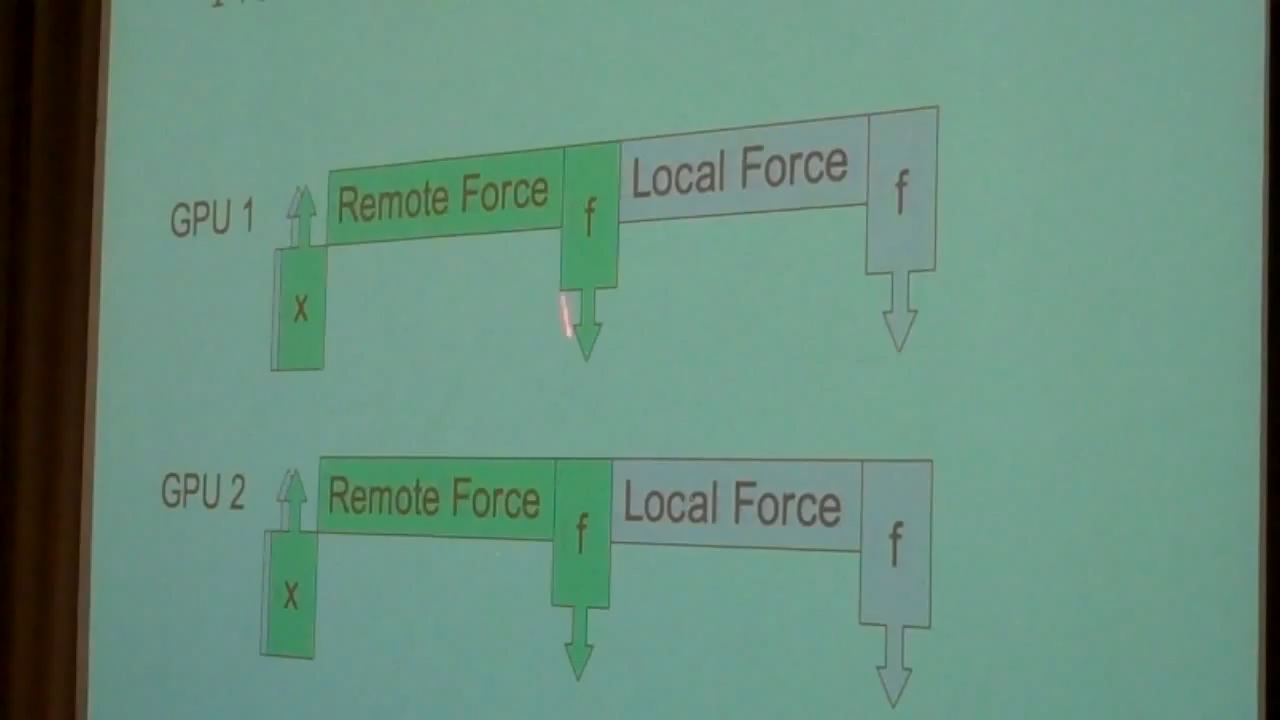 GPU 1
x
Remote Force
f
Local Force
f
GPU 2
x
Remote Force
f
Local Force
f